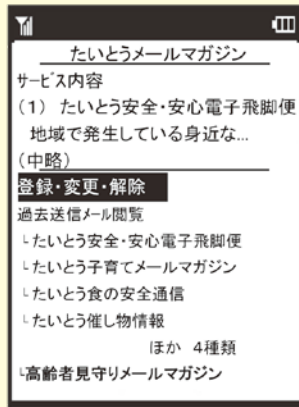 たいとうメールマガジン
サービス内容
(1) たいとう安全・安心電子飛脚便
地域で発生している身近な...
(中略)
登録・変更・解除
過去送信メール閲覧
└たいとう安全・安心電子飛脚便
└たいとう子育てメールマガジン
└たいとう食の安全通信
└たいとう催し物情報
ほか 4種類
└高齢者見守りメールマガジン